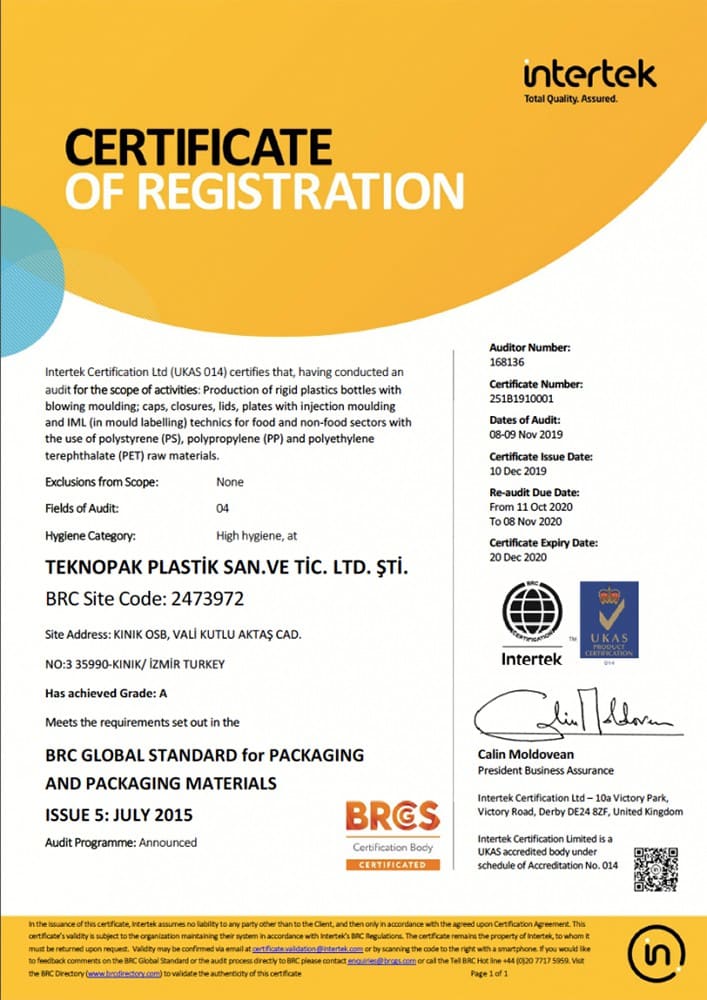 intertek
Total Quality. Assured.
CERTIFICATE
OF REGISTRATION
Intertek Certification Ltd (UKAS 014) certifies that, having conducted an
audit for the scope of activities: Production of rigid plastics bottles with
blowing moulding; caps, closures, lids, plates with injection moulding
and IML (in mould labelling) technics for food and non-food sectors with
the use of polystyrene (PS), polypropylene (PP) and polyethylene
terephthalate (PET) raw materials.
Exclusions from Scope: None
Fields of Audit: 04
Hygiene Category: High hygiene, at
TEKNOPAK PLASTİK SAN.VE TİC. LTD. ŞTİ.
BRC Site Code: 2473972
Site Address: KINIK OSB, VALİ KUTLU AKTAŞ CAD.
NO:3 35990-KINIK/ İZMİR TURKEY
Has achieved Grade: A
Meets the requirements set out in the
BRC GLOBAL STANDARD for PACKAGING
AND PACKAGING MATERIALS
ISSUE 5: JULY 2015
Audit Programme: Announced
BRCGS
Certification Body
CERTIFICATED
Auditor Number:
168136
Certificate Number:
251B1910001
Dates of Audit:
08-09 Nov 2019
Certificate Issue Date:
10 Dec 2019
Re-audit Due Date:
From 11 Oct 2020
To 08 Nov 2020
Certificate Expiry Date:
20 Dec 2020
BRC
CERTIFICATION
TM
Intertek
UKAS
PRODUCT
CERTIFICATION
014
Calin Moldovean
Calin Moldovean
President Business Assurance
Intertek Certification Ltd – 10a Victory Park,
Victory Road, Derby DE24 8ZF, United Kingdom
Intertek Certification Limited is a
UKAS accredited body under
schedule of Accreditation No. 014
In the issuance of this certificate, Intertek assumes no liability to any party other than to the Client, and then only in accordance with the agreed upon Certification Agreement. This
certificate's validity is subject to the organization maintaining their system in accordance with Intertek's BRC Regulations. The certificate remains the property of Intertek, to whom it
must be returned upon request. Validity may be confirmed via email at certificate.validation@intertek.com or by scanning the code to the right with a smartphone. If you would like
to feedback comments on the BRC Global Standard or the audit process directly to BRC please contact enquiries@brcgs.com or call the Tell BRC Hot line +44 (0)20 7717 5959. Visit
the BRC Directory (www.brcdirectory.com) to validate the authenticity of this certificate
Page 1 of 1
in